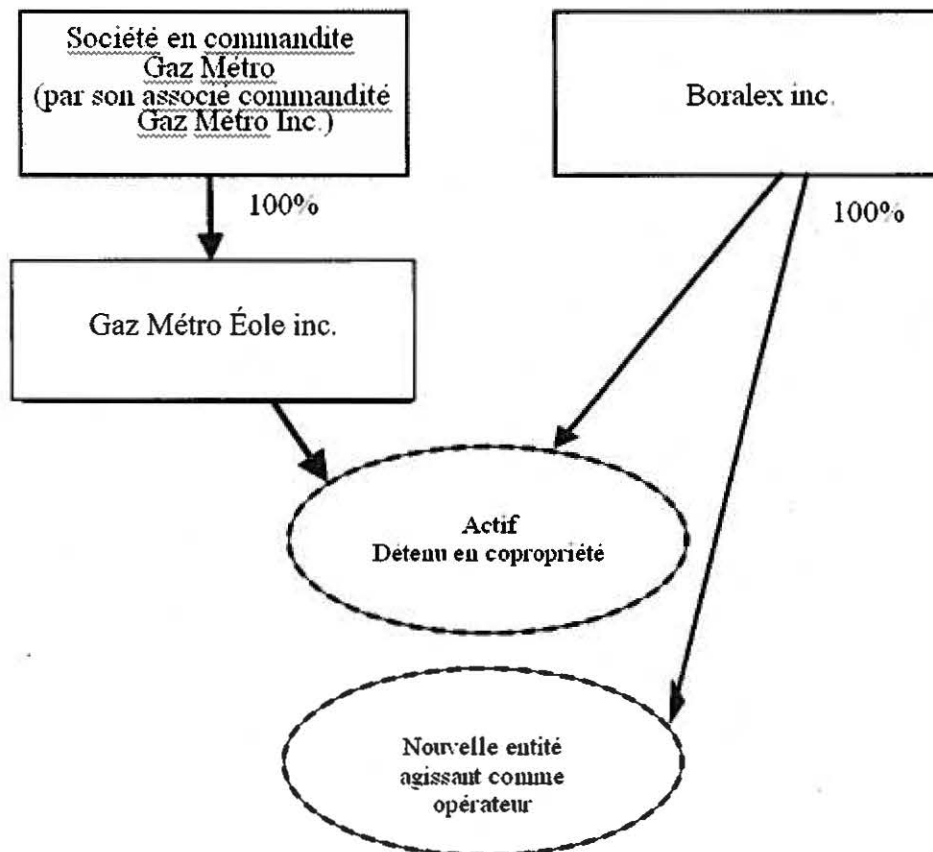 Société en commandite
Gaz Métro
(par son associé commandité
Gaz Métro Inc.)
Boralex inc.
100%
100%
Gaz Métro Éole inc.
Actif
Détenu en copropriété
Nouvelle entité
agissant comme
opérateur